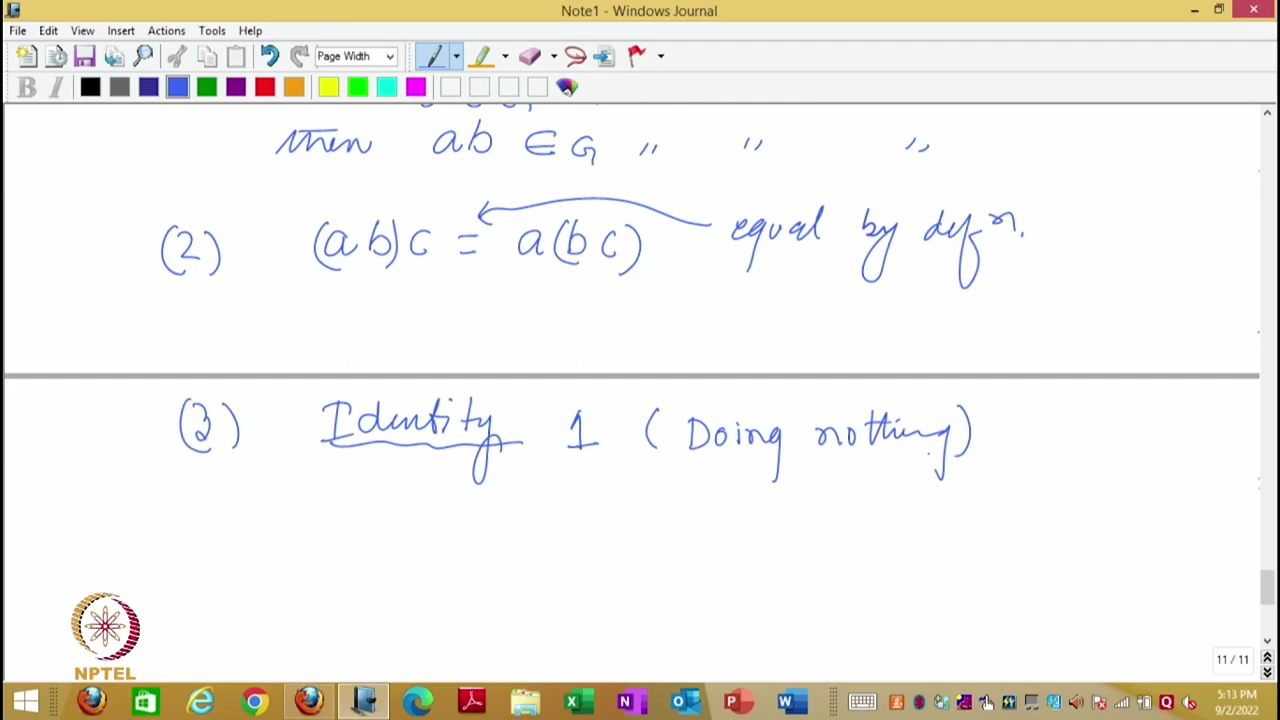 Note1 - Windows Journal
File Edit View Insert Actions Tools Help
Page Width
B I
then ab ∈ G " " "
(2) (ab)c = a(bc) equal by defn.
(3) Identity 1 (Doing nothing)
NPTEL
11 / 11
5:13 PM
9/2/2022